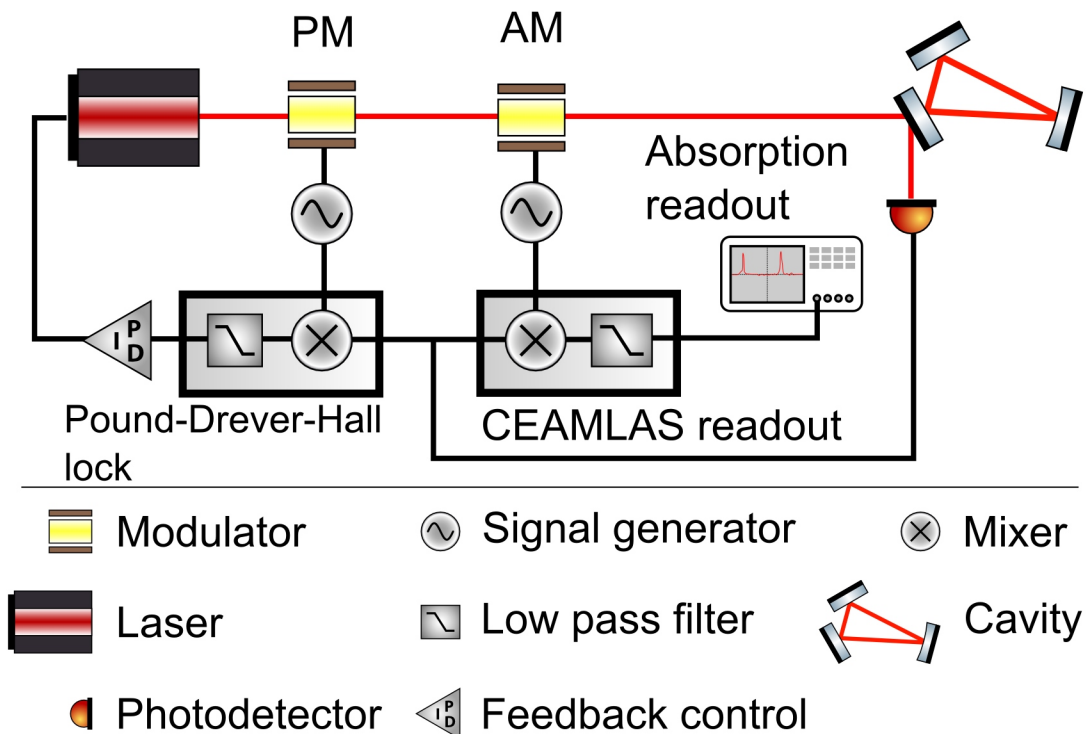 PM
AM
Absorption
readout
I P D
Pound-Drever-Hall
lock
CEAMLAS readout
Modulator
Signal generator
Mixer
Laser
Low pass filter
Cavity
Photodetector
I P D
Feedback control